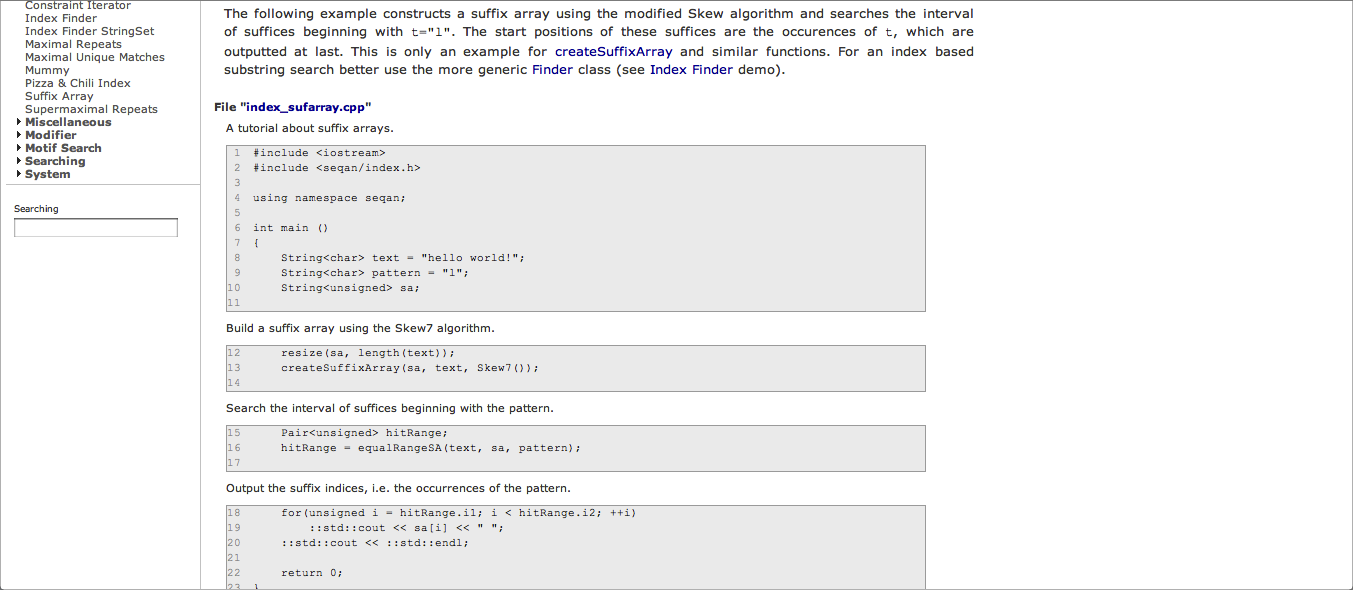 Constraint Iterator
Index Finder
Index Finder StringSet
Maximal Repeats
Maximal Unique Matches
Mummy
Pizza & Chili Index
Suffix Array
Supermaximal Repeats
Miscellaneous
Modifier
Motif Search
Searching
System
Searching
The following example constructs a suffix array using the modified Skew algorithm and searches the interval
of suffices beginning with t="l". The start positions of these suffices are the occurences of t, which are
outputted at last. This is only an example for createSuffixArray and similar functions. For an index based
substring search better use the more generic Finder class (see Index Finder demo).
File "index_sufarray.cpp"
A tutorial about suffix arrays.
1 #include <iostream>
2 #include <seqan/index.h>
3
4 using namespace seqan;
5
6 int main ()
7 {
8     String<char> text = "hello world!";
9     String<char> pattern = "l";
10     String<unsigned> sa;
11
Build a suffix array using the Skew7 algorithm.
12     resize(sa, length(text));
13     createSuffixArray(sa, text, Skew7());
14
Search the interval of suffices beginning with the pattern.
15     Pair<unsigned> hitRange;
16     hitRange = equalRangeSA(text, sa, pattern);
17
Output the suffix indices, i.e. the occurrences of the pattern.
18     for(unsigned i = hitRange.i1; i < hitRange.i2; ++i)
19         ::std::cout << sa[i] << " ";
20     ::std::cout << ::std::endl;
21
22     return 0;
23 }